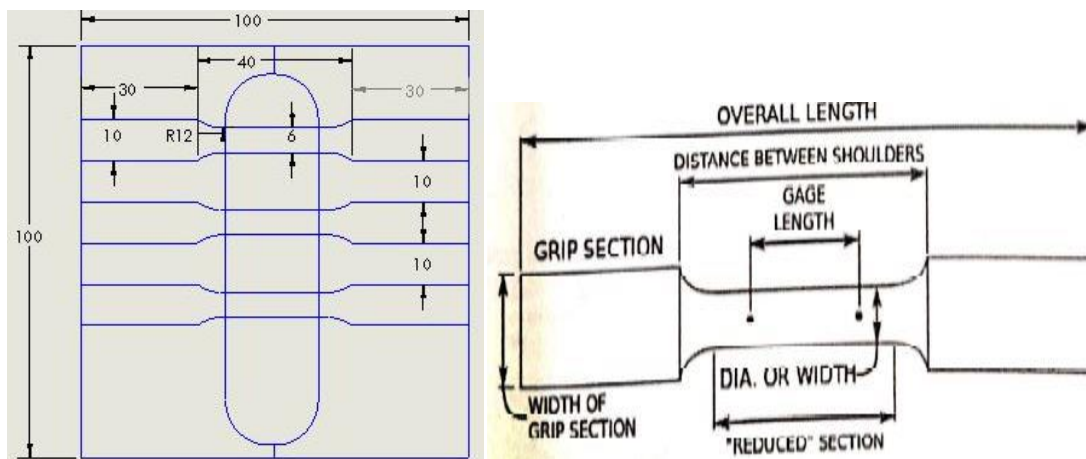 100
40
30
30
10
R12
6
10
100
10
OVERALL LENGTH
DISTANCE BETWEEN SHOULDERS
GAGE
LENGTH
GRIP SECTION
DIA. OR WIDTH
WIDTH OF
GRIP SECTION
"REDUCED" SECTION